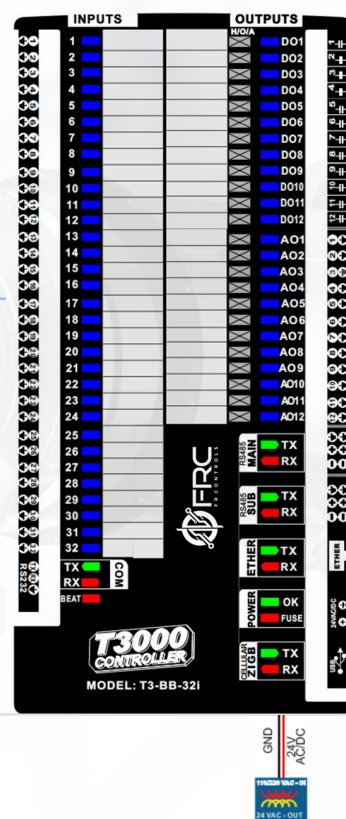 INPUTS
OUTPUTS
H/O/A
1
2
3
4
5
6
7
8
9
10
11
12
13
14
15
16
17
18
19
20
21
22
23
24
25
26
27
28
29
30
31
32
DO1
DO2
DO3
DO4
DO5
DO6
DO7
DO8
DO9
DO10
DO11
DO12
AO1
AO2
AO3
AO4
AO5
AO6
AO7
AO8
AO9
AO10
AO11
AO12
FRC
FRCONTROLS
RS485
MAIN
TX
RX
RS485
SUB
TX
RX
ETHER
TX
RX
POWER
OK
FUSE
CELLULAR
ZIGB
TX
RX
RS232
TX
RX
COM
BEAT
ETHER
24VAC/DC
USB
T3000
CONTROLLER
MODEL: T3-BB-32i
GND
24V
AC/DC
24 VAC - OUT